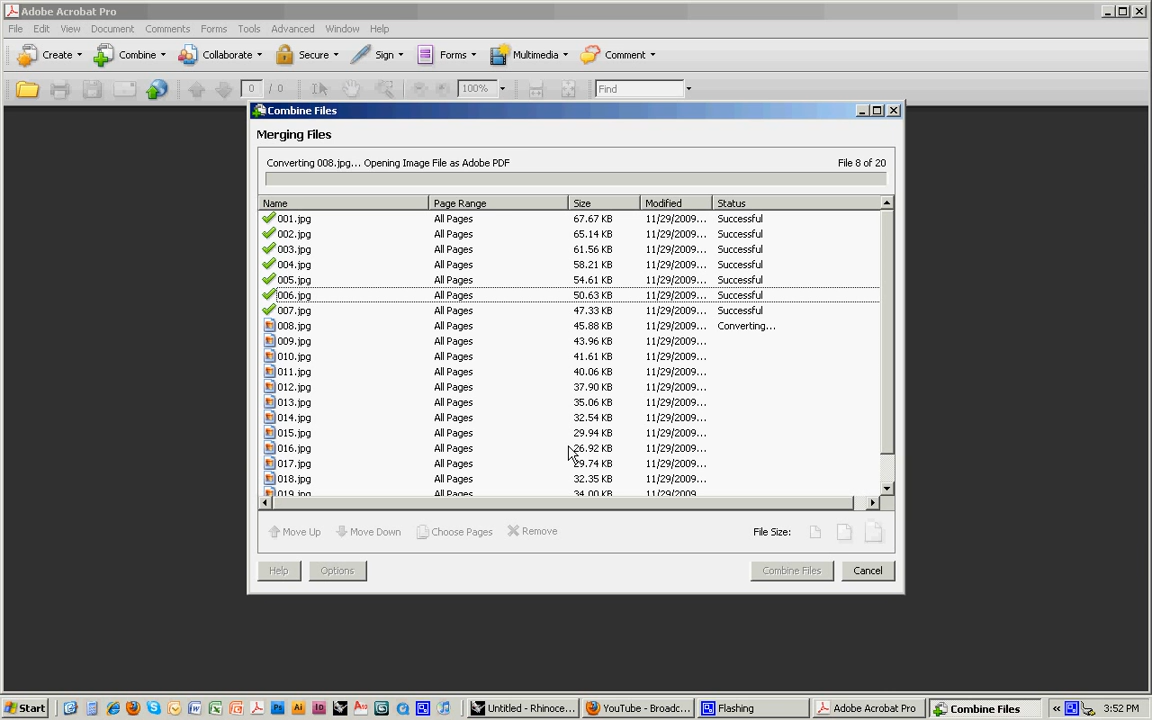 Adobe Acrobat Pro
File Edit View Document Comments Forms Tools Advanced Window Help
Create Combine Collaborate Secure Sign Forms Multimedia Comment
0 / 0 100% Find
Combine Files
Merging Files
Converting 008.jpg... Opening Image File as Adobe PDF File 8 of 20
Name Page Range Size Modified Status
001.jpg All Pages 67.67 KB 11/29/2009... Successful
002.jpg All Pages 65.14 KB 11/29/2009... Successful
003.jpg All Pages 61.56 KB 11/29/2009... Successful
004.jpg All Pages 58.21 KB 11/29/2009... Successful
005.jpg All Pages 54.61 KB 11/29/2009... Successful
006.jpg All Pages 50.63 KB 11/29/2009... Successful
007.jpg All Pages 47.33 KB 11/29/2009... Successful
008.jpg All Pages 45.88 KB 11/29/2009... Converting...
009.jpg All Pages 43.96 KB 11/29/2009...
010.jpg All Pages 41.61 KB 11/29/2009...
011.jpg All Pages 40.06 KB 11/29/2009...
012.jpg All Pages 37.90 KB 11/29/2009...
013.jpg All Pages 35.06 KB 11/29/2009...
014.jpg All Pages 32.54 KB 11/29/2009...
015.jpg All Pages 29.94 KB 11/29/2009...
016.jpg All Pages 26.92 KB 11/29/2009...
017.jpg All Pages 29.74 KB 11/29/2009...
018.jpg All Pages 32.35 KB 11/29/2009...
019.jpg All Pages 34.00 KB 11/29/2009
Move Up Move Down Choose Pages Remove File Size:
Help Options Combine Files Cancel
Start Untitled - Rhinoce... YouTube - Broadc... Flashing Adobe Acrobat Pro Combine Files « 3:52 PM